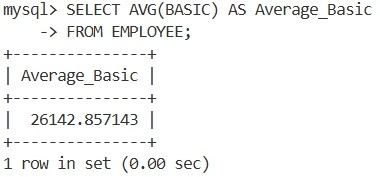 mysql> SELECT AVG(BASIC) AS Average_Basic
    -> FROM EMPLOYEE;
+---------------+
| Average_Basic |
+---------------+
|  26142.857143 |
+---------------+
1 row in set (0.00 sec)